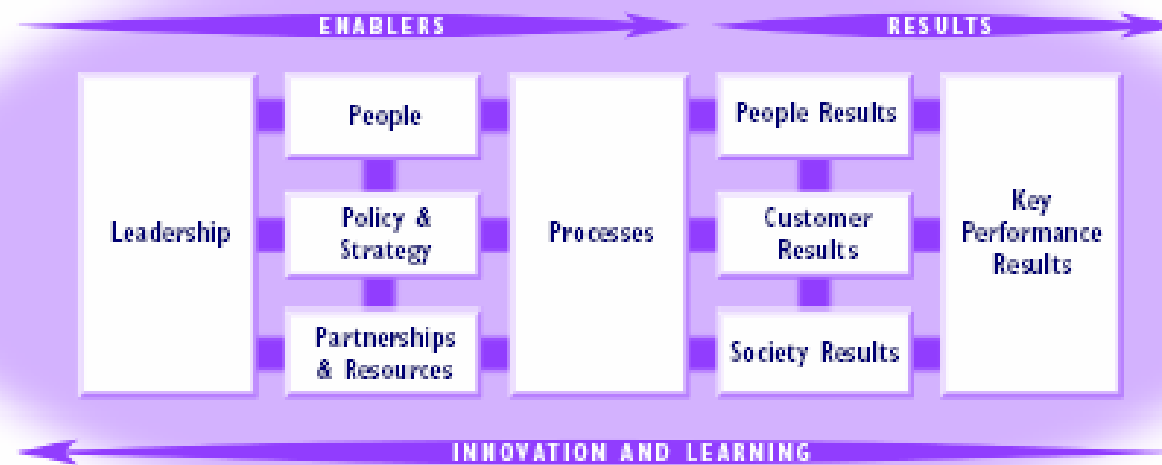 ENABLERS
RESULTS
Leadership
People
Policy &
Strategy
Partnerships
& Resources
Processes
People Results
Customer
Results
Society Results
Key
Performance
Results
INNOVATION AND LEARNING